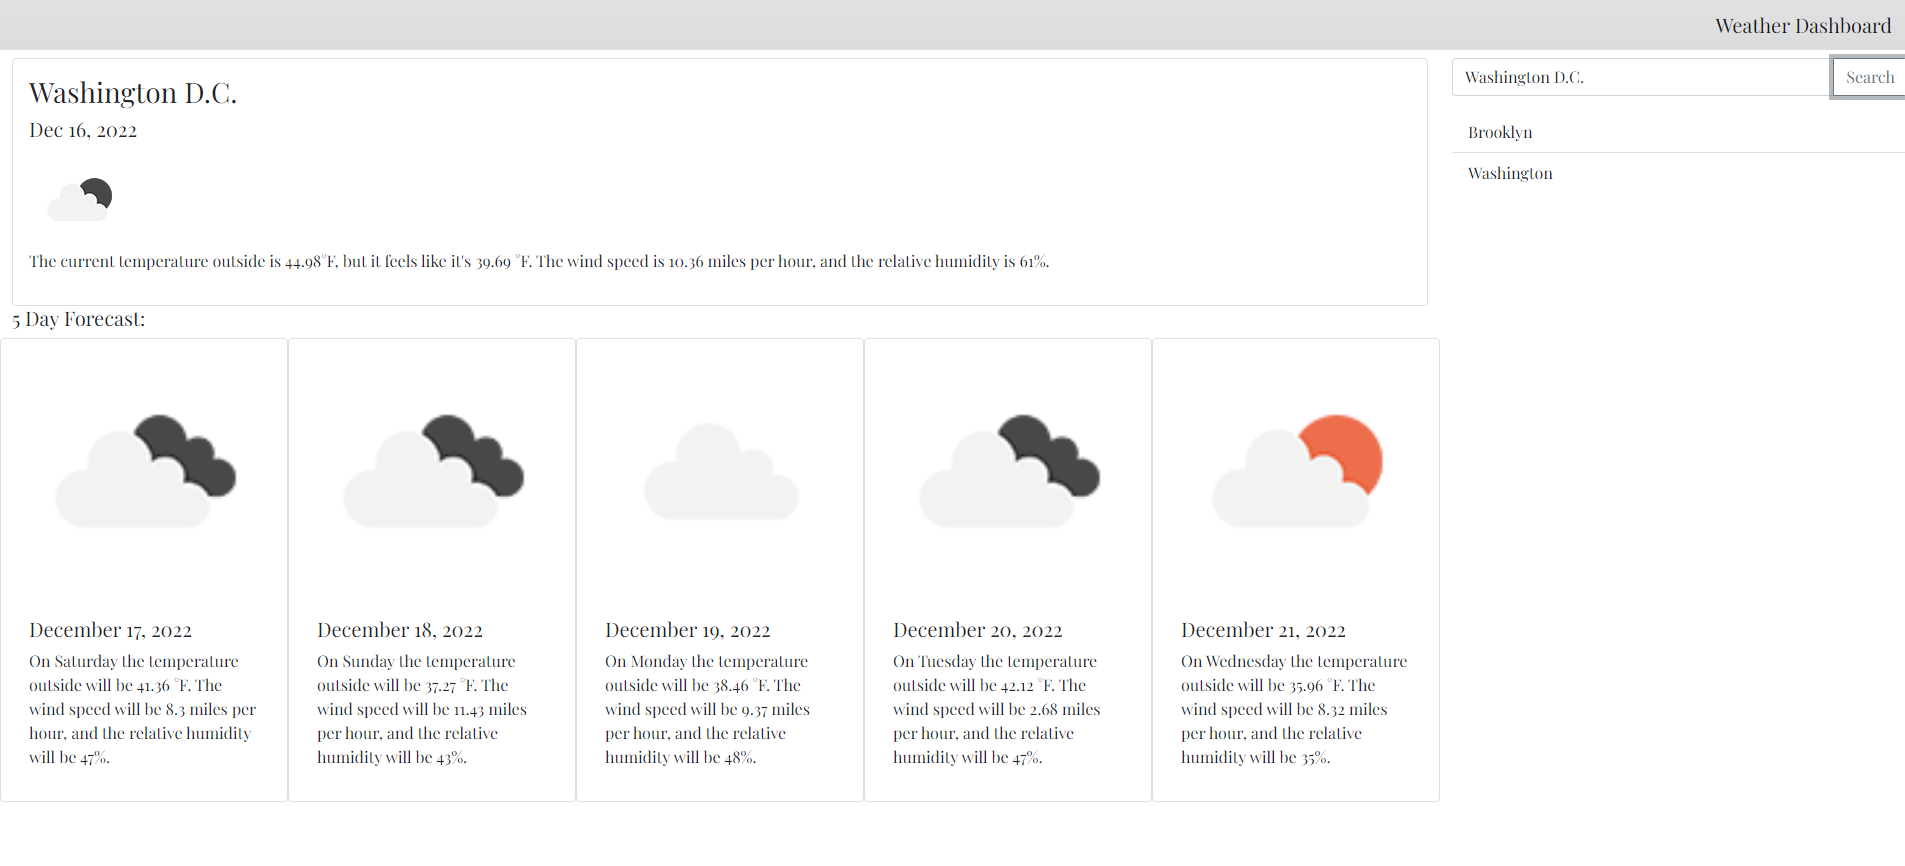 Weather Dashboard
Washington D.C.
Dec 16, 2022
The current temperature outside is 44.98°F, but it feels like it's 39.69 °F. The wind speed is 10.36 miles per hour, and the relative humidity is 61%.
Washington D.C.
Search
Brooklyn
Washington
5 Day Forecast:
December 17, 2022
On Saturday the temperature
outside will be 41.36 °F. The
wind speed will be 8.3 miles per
hour, and the relative humidity
will be 47%.
December 18, 2022
On Sunday the temperature
outside will be 37.27 °F. The
wind speed will be 11.43 miles
per hour, and the relative
humidity will be 43%.
December 19, 2022
On Monday the temperature
outside will be 38.46 °F. The
wind speed will be 9.37 miles
per hour, and the relative
humidity will be 48%.
December 20, 2022
On Tuesday the temperature
outside will be 42.12 °F. The
wind speed will be 2.68 miles
per hour, and the relative
humidity will be 47%.
December 21, 2022
On Wednesday the temperature
outside will be 35.96 °F. The
wind speed will be 8.32 miles
per hour, and the relative
humidity will be 35%.